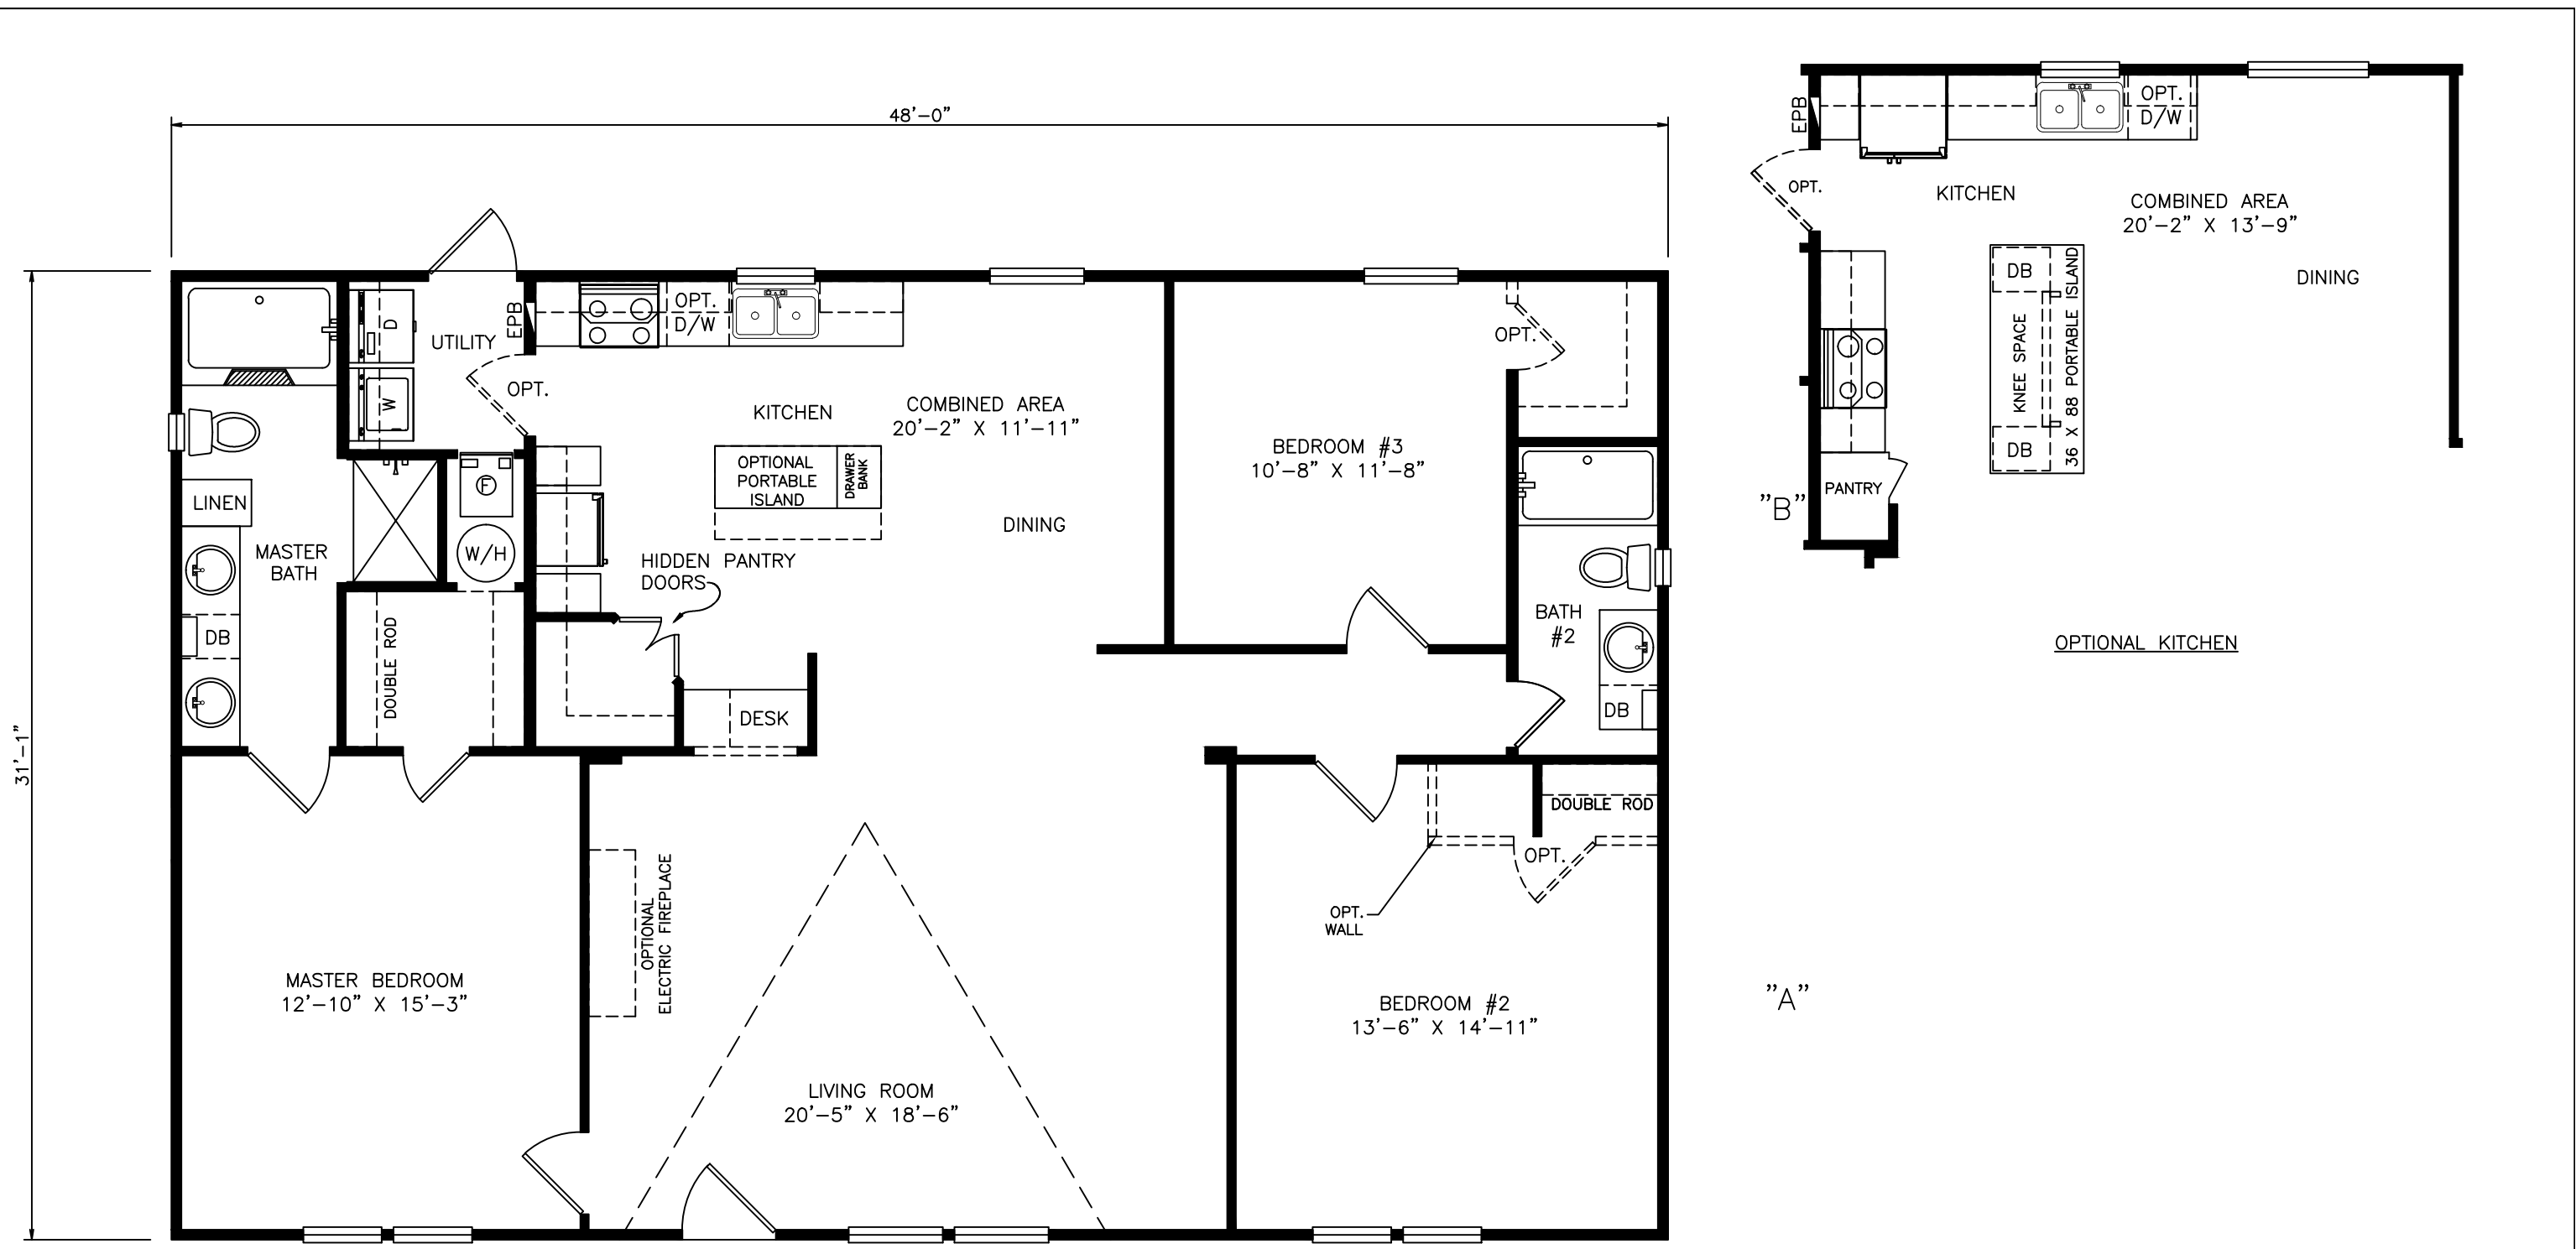 48'-0"
31'-1"
D
W
UTILITY
EPB
OPT.
OPT.
D/W
KITCHEN
COMBINED AREA
20'-2" X 11'-11"
OPTIONAL
PORTABLE
ISLAND
DRAWER
BANK
DINING
HIDDEN PANTRY
DOORS
F
W/H
LINEN
MASTER
BATH
DB
DOUBLE ROD
DESK
BEDROOM #3
10'-8" X 11'-8"
OPT.
BATH
#2
DB
DOUBLE ROD
OPT.
OPT.
WALL
BEDROOM #2
13'-6" X 14'-11"
OPTIONAL
ELECTRIC FIREPLACE
MASTER BEDROOM
12'-10" X 15'-3"
LIVING ROOM
20'-5" X 18'-6"
EPB
OPT.
D/W
OPT.
KITCHEN
COMBINED AREA
20'-2" X 13'-9"
DINING
DB
KNEE SPACE
DB
36 X 88 PORTABLE ISLAND
PANTRY
"B"
OPTIONAL KITCHEN
"A"